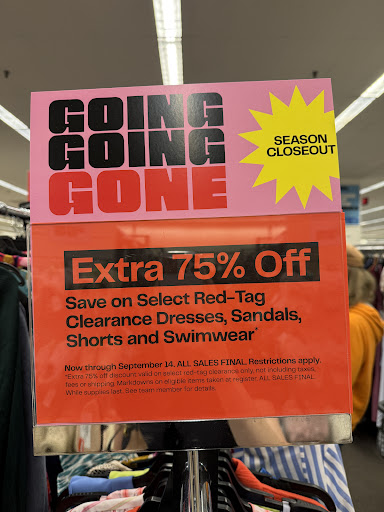 GOING
GOING
GONE
SEASON
CLOSEOUT
Extra 75% Off
Save on Select Red-Tag
Clearance Dresses, Sandals,
Shorts and Swimwear*
Now through September 14. ALL SALES FINAL. Restrictions apply.
*Extra 75% off discount valid on select red-tag clearance only, not including taxes,
fees or shipping. Markdowns on eligible items taken at register. ALL SALES FINAL.
While supplies last. See team member for details.